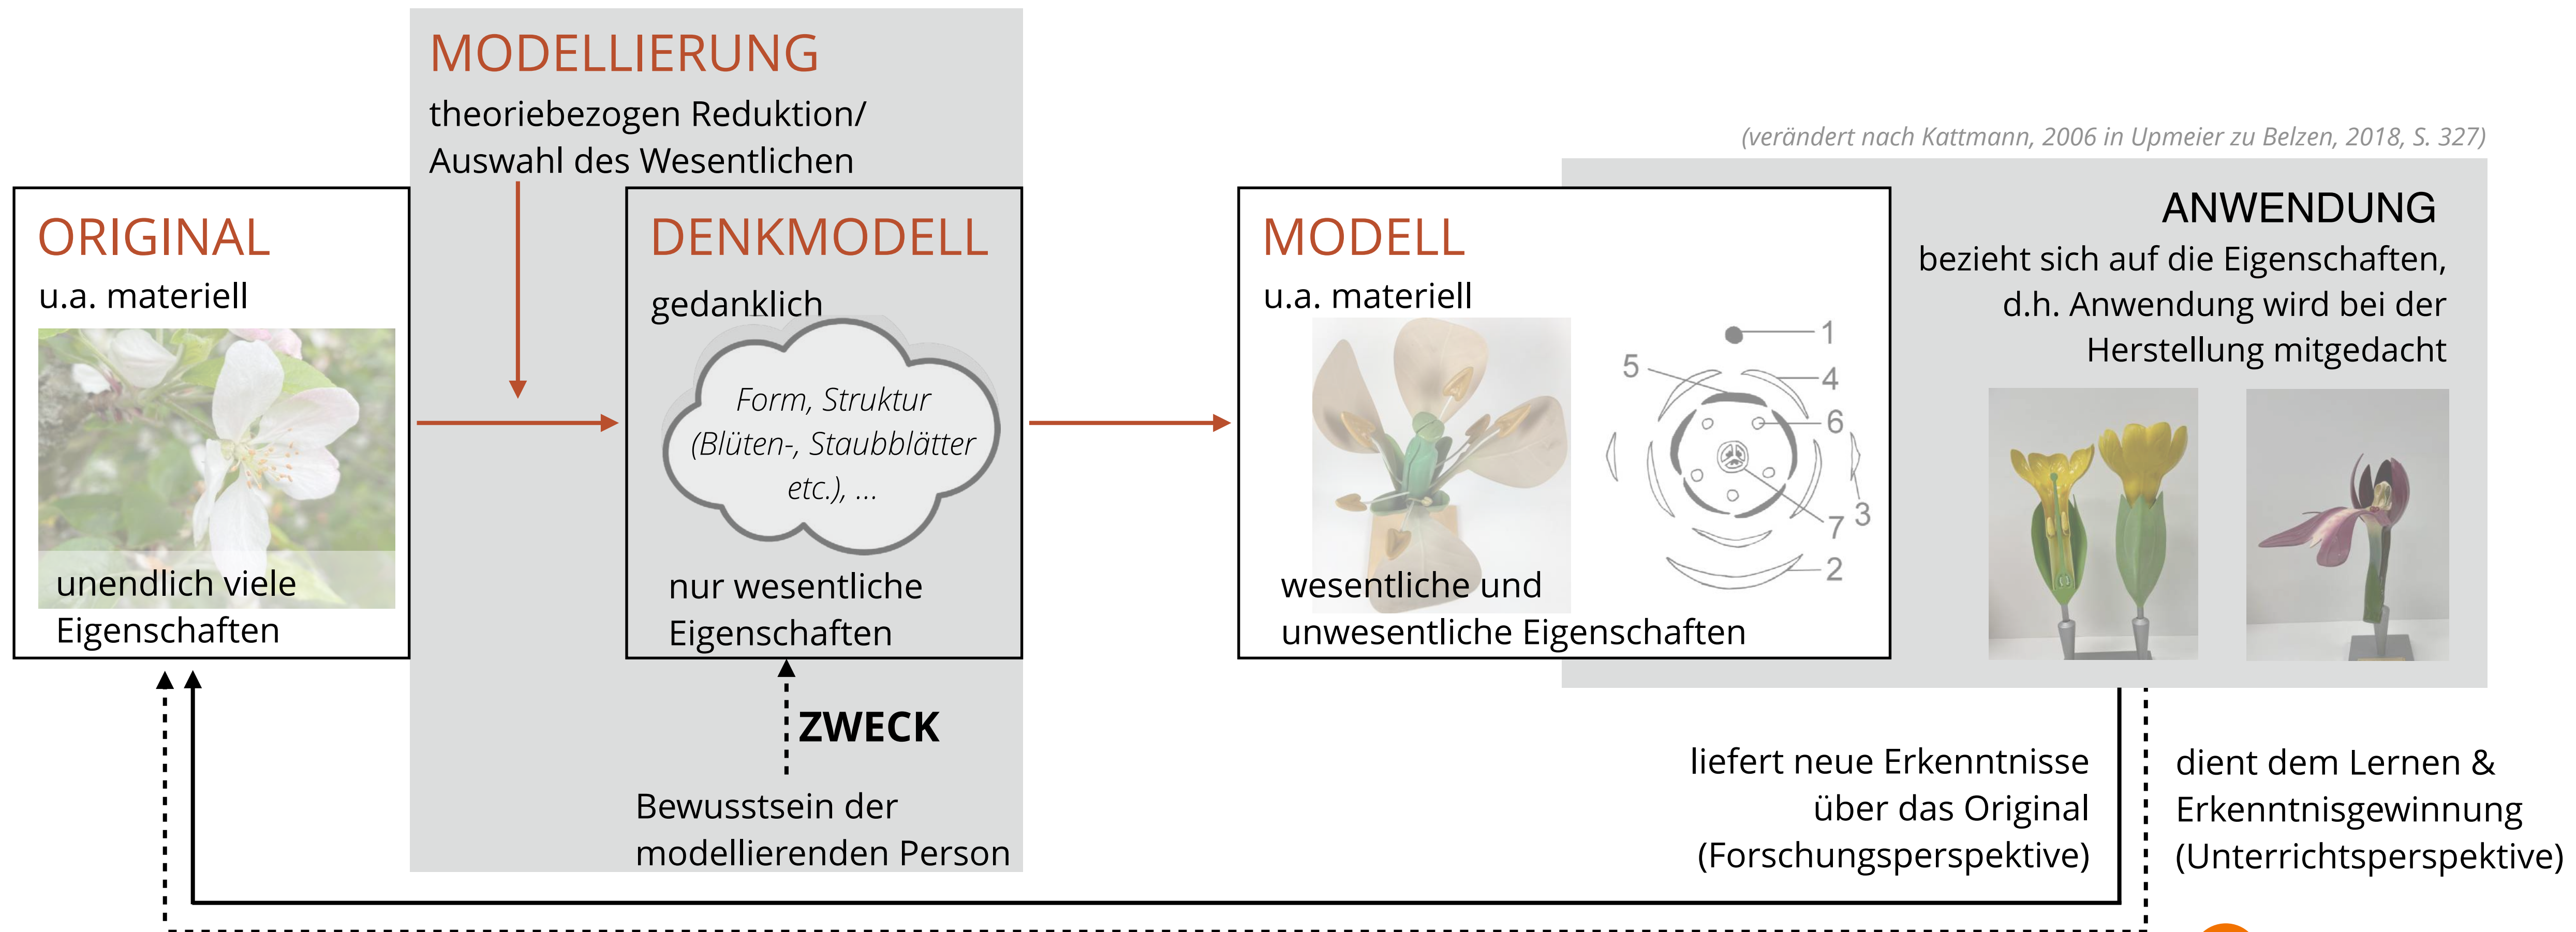 MODELLIERUNG
theoriebezogen Reduktion/
Auswahl des Wesentlichen
(verändert nach Kattmann, 2006 in Upmeier zu Belzen, 2018, S. 327)
ORIGINAL
u.a. materiell
unendlich viele
Eigenschaften
DENKMODELL
gedanklich
Form, Struktur
(Blüten-, Staubblätter
etc.), ...
nur wesentliche
Eigenschaften
ZWECK
Bewusstsein der
modellierenden Person
MODELL
u.a. materiell
1
5
4
6
3
7
2
wesentliche und
unwesentliche Eigenschaften
ANWENDUNG
bezieht sich auf die Eigenschaften,
d.h. Anwendung wird bei der
Herstellung mitgedacht
liefert neue Erkenntnisse
über das Original
(Forschungsperspektive)
dient dem Lernen &
Erkenntnisgewinnung
(Unterrichtsperspektive)